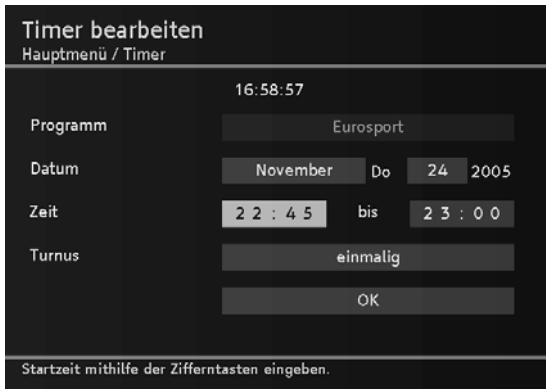 Timer bearbeiten
Hauptmenü / Timer
16:58:57
Programm Eurosport
Datum November Do 24 2005
Zeit 22:45 bis 23:00
Turnus einmalig
OK
Startzeit mithilfe der Zifferntasten eingeben.